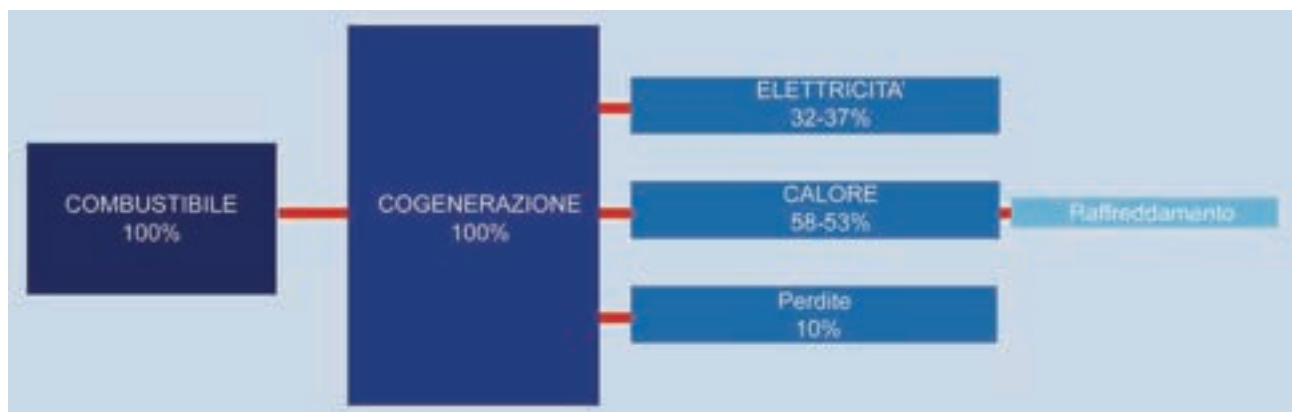 COMBUSTIBILE
100%
COGENERAZIONE
100%
ELETTRICITA'
32-37%
CALORE
58-53%
Raffreddamento
Perdite
10%